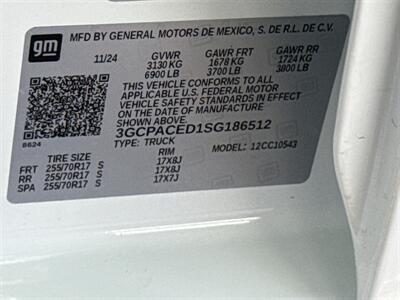 gm
MFD BY GENERAL MOTORS DE MEXICO, S. DE R.L. DE C.V.
11/24 GVWR GAWR FRT GAWR RR
3130 KG 1678 KG 1724 KG
6900 LB 3700 LB 3800 LB
THIS VEHICLE CONFORMS TO ALL
APPLICABLE U.S. FEDERAL MOTOR
VEHICLE SAFETY STANDARDS IN EFFECT
ON THE DATE OF MANUFACTURE
SHOWN ABOVE
8624 3GCPACED1SG186512
TYPE: TRUCK MODEL: 12CC10543
TIRE SIZE RIM
FRT 255/70R17 S 17X8J
RR 255/70R17 S 17X8J
SPA 255/70R17 S 17X7J